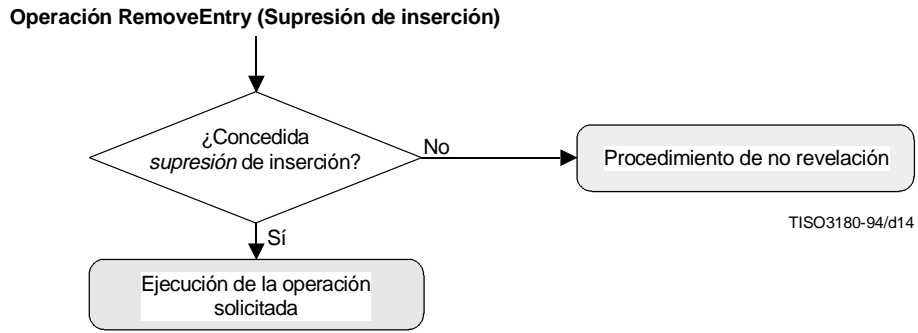 Operación RemoveEntry (Supresión de inserción)
¿Concedida
supresión de inserción?
No
Procedimiento de no revelación
TISO3180-94/d14
Sí
Ejecución de la operación
solicitada